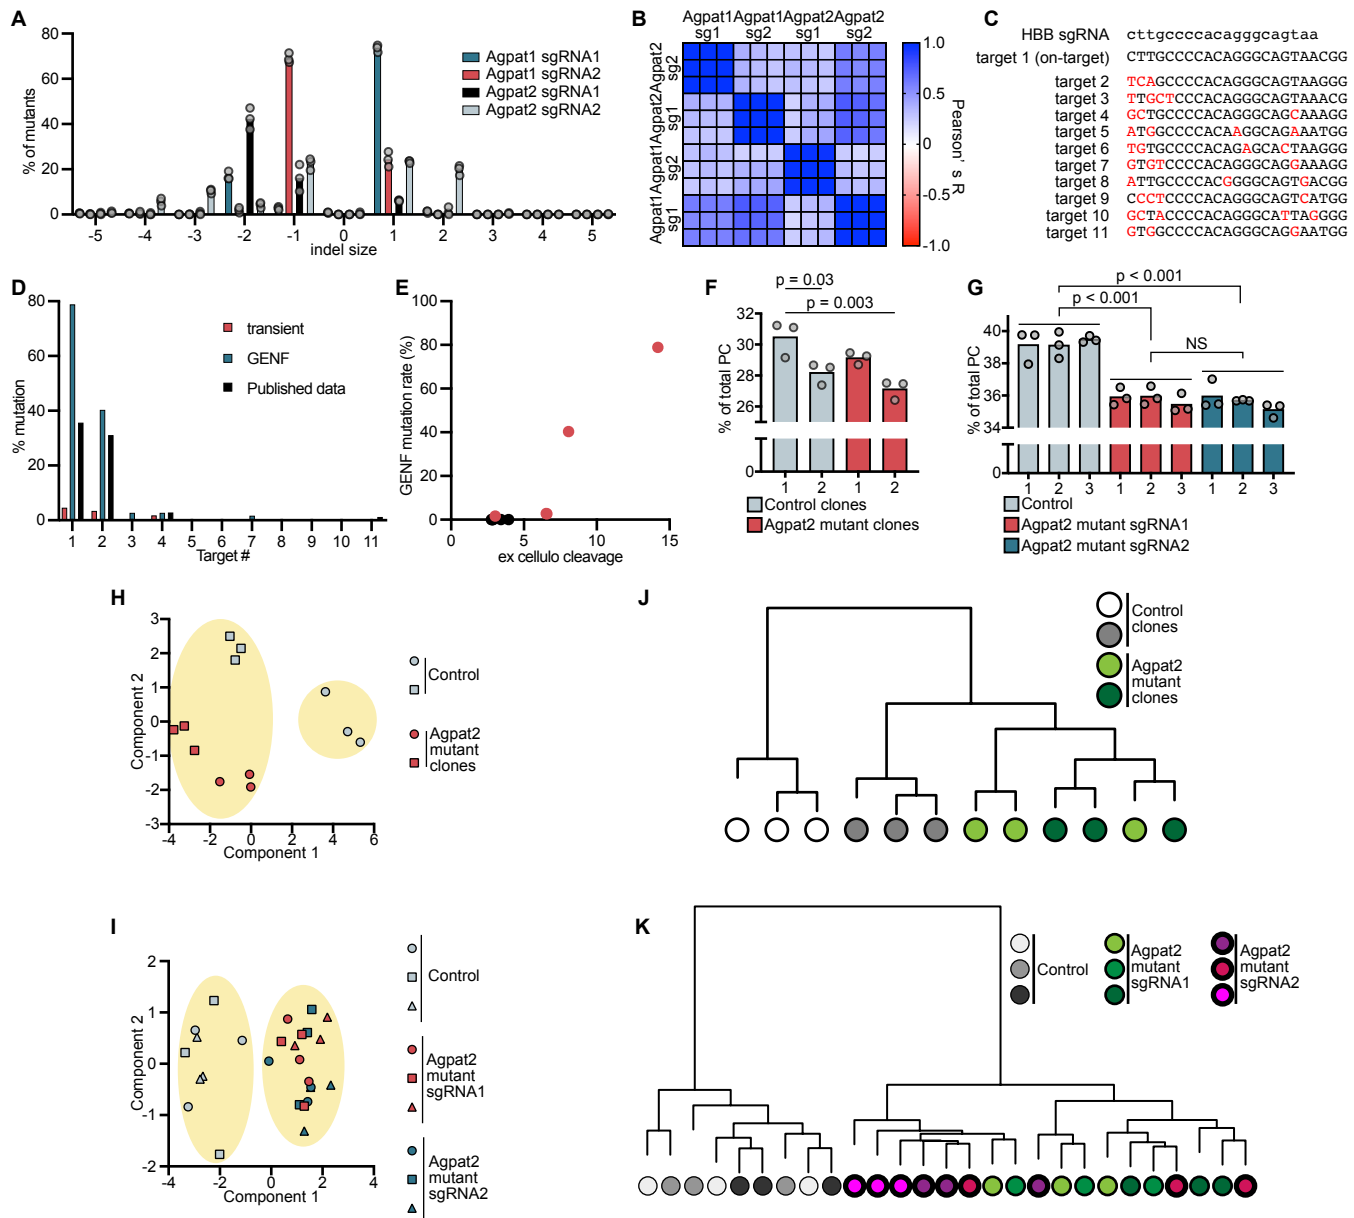 A
80
60
40
20
0
% of mutants
-5 -4 -3 -2 -1 0 1 2 3 4 5
indel size
Agpat1 sgRNA1
Agpat1 sgRNA2
Agpat2 sgRNA1
Agpat2 sgRNA2
B
Agpat1 Agpat1 Agpat2 Agpat2
sg1 sg2 sg1 sg2
Agpat1 Agpat1 Agpat2 Agpat2
sg1 sg2 sg1 sg2
1.0
0.5
0
-0.5
-1.0
Pearson' s R
C
HBB sgRNA cttgccccacagggcagtaa
target 1 (on-target) CTTGCCCCACAGGGCAGTAACGG
target 2 TCAGCCCCACAGGGCAGTAAGGG
target 3 TTGCTCCCACAGGGCAGTAAACG
target 4 GCTGCCCCACAGGGCAGCAAAGG
target 5 ATGGCCCCACAAGGCAGAAATGG
target 6 TGTGCCCCACAGAGCACTAAGGG
target 7 GTGTCCCCACAGGGCAGGAAAGG
target 8 ATTGCCCCACGGGGCAGTGACGG
target 9 CCCCTCCCACAGGGCAGTCATGG
target 10 GCTACCCCACAGGGCATTAGGGG
target 11 GTGGCCCCACAGGGCAGGAATGG
D
80
60
40
20
0
% mutation
1 2 3 4 5 6 7 8 9 10 11
Target #
transient
GENF
Published data
E
100
80
60
40
20
0
GENF mutation rate (%)
0 5 10 15
ex cellulo cleavage
F
p = 0.03
p = 0.003
32
30
28
26
0
% of total PC
1 2 1 2
Control clones
Agpat2 mutant clones
G
p < 0.001
p < 0.001
NS
40
38
36
34
0
% of total PC
1 2 3 1 2 3 1 2 3
Control
Agpat2 mutant sgRNA1
Agpat2 mutant sgRNA2
H
3
2
1
0
-1
-2
-3
Component 2
-4 -2 0 2 4 6
Component 1
Control
Agpat2
mutant
clones
J
Control
clones
Agpat2
mutant
clones
I
2
1
0
-1
-2
Component 2
-4 -2 0 2 4
Component 1
Control
Agpat2
mutant
sgRNA1
Agpat2
mutant
sgRNA2
K
Control
Agpat2
mutant
sgRNA1
Agpat2
mutant
sgRNA2